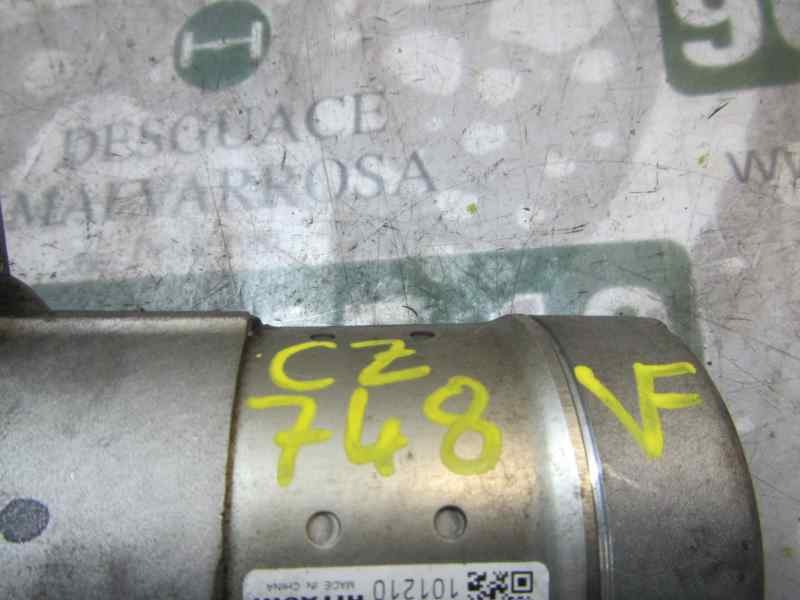 DESGUACE
MALVARROSA
CZ
748
VF
101210
MADE IN CHINA